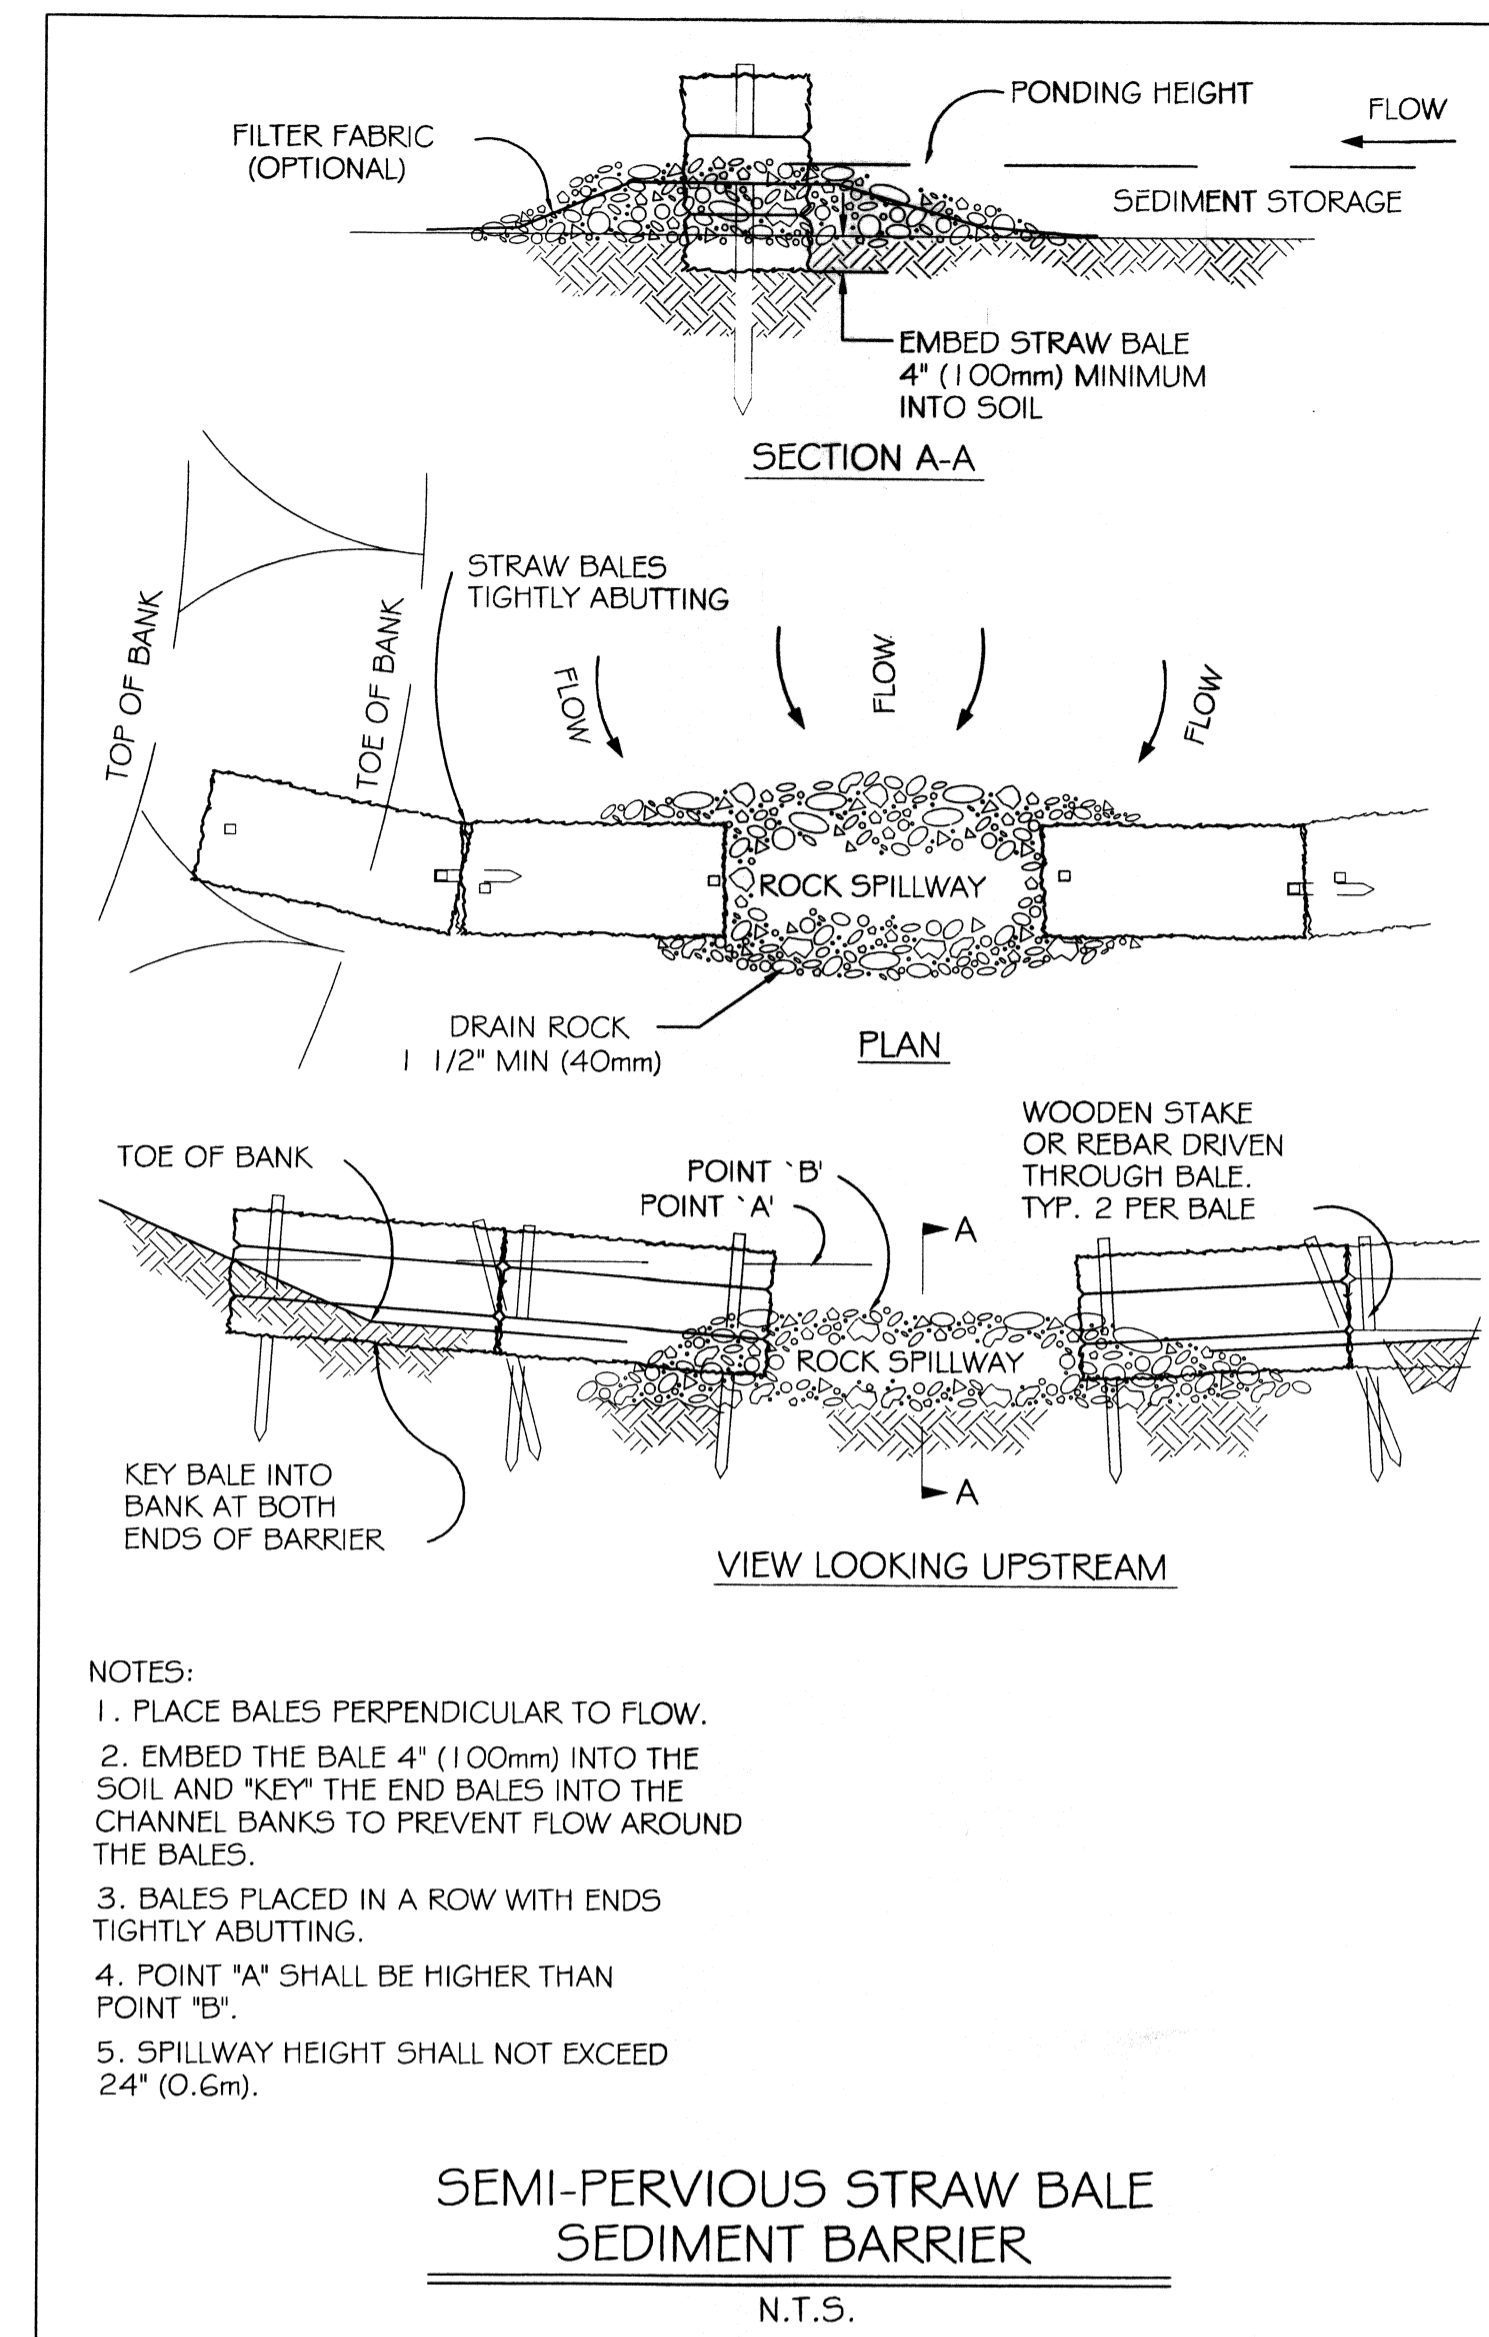 PONDING HEIGHT
FLOW
FILTER FABRIC
(OPTIONAL)
SEDIMENT STORAGE
EMBED STRAW BALE
4" (100mm) MINIMUM
INTO SOIL
SECTION A-A
STRAW BALES
TIGHTLY ABUTTING
TOP OF BANK
TOE OF BANK
FLOW
FLOW
FLOW
ROCK SPILLWAY
DRAIN ROCK
1 1/2" MIN (40mm)
PLAN
WOODEN STAKE
OR REBAR DRIVEN
THROUGH BALE.
TYP. 2 PER BALE
TOE OF BANK
POINT `B'
POINT `A'
A
ROCK SPILLWAY
A
KEY BALE INTO
BANK AT BOTH
ENDS OF BARRIER
VIEW LOOKING UPSTREAM
NOTES:
1. PLACE BALES PERPENDICULAR TO FLOW.
2. EMBED THE BALE 4" (100mm) INTO THE
SOIL AND "KEY" THE END BALES INTO THE
CHANNEL BANKS TO PREVENT FLOW AROUND
THE BALES.
3. BALES PLACED IN A ROW WITH ENDS
TIGHTLY ABUTTING.
4. POINT "A" SHALL BE HIGHER THAN
POINT "B".
5. SPILLWAY HEIGHT SHALL NOT EXCEED
24" (0.6m).
SEMI-PERVIOUS STRAW BALE
SEDIMENT BARRIER
N.T.S.